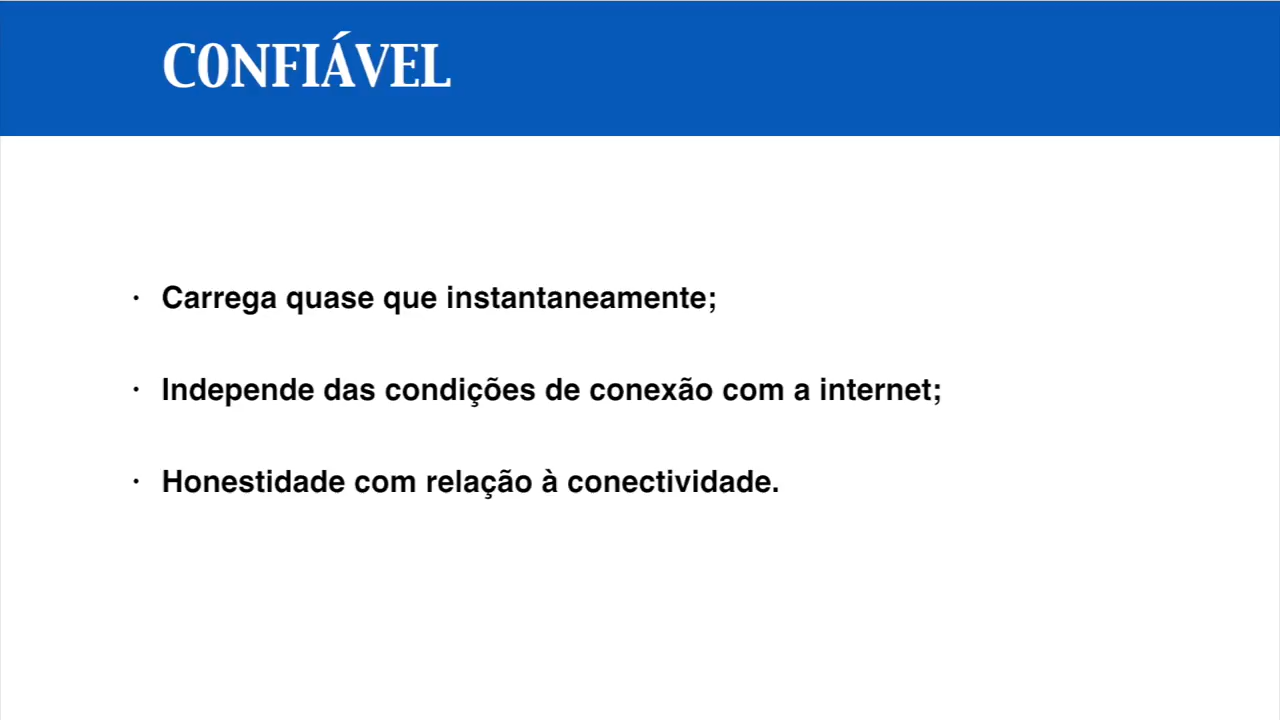 CONFIÁVEL
· Carrega quase que instantaneamente;
· Independe das condições de conexão com a internet;
· Honestidade com relação à conectividade.